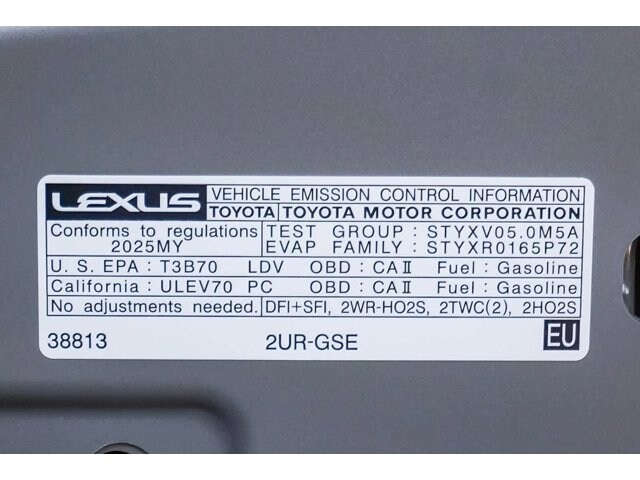 LEXUS VEHICLE EMISSION CONTROL INFORMATION
TOYOTA TOYOTA MOTOR CORPORATION
Conforms to regulations
2025MY
TEST GROUP : STYXV05.0M5A
EVAP FAMILY : STYXR0165P72
U. S. EPA : T3B70 LDV OBD : CAⅡ Fuel : Gasoline
California : ULEV70 PC OBD : CAⅡ Fuel : Gasoline
No adjustments needed. DFI+SFI, 2WR-HO2S, 2TWC(2), 2HO2S
38813 2UR-GSE EU